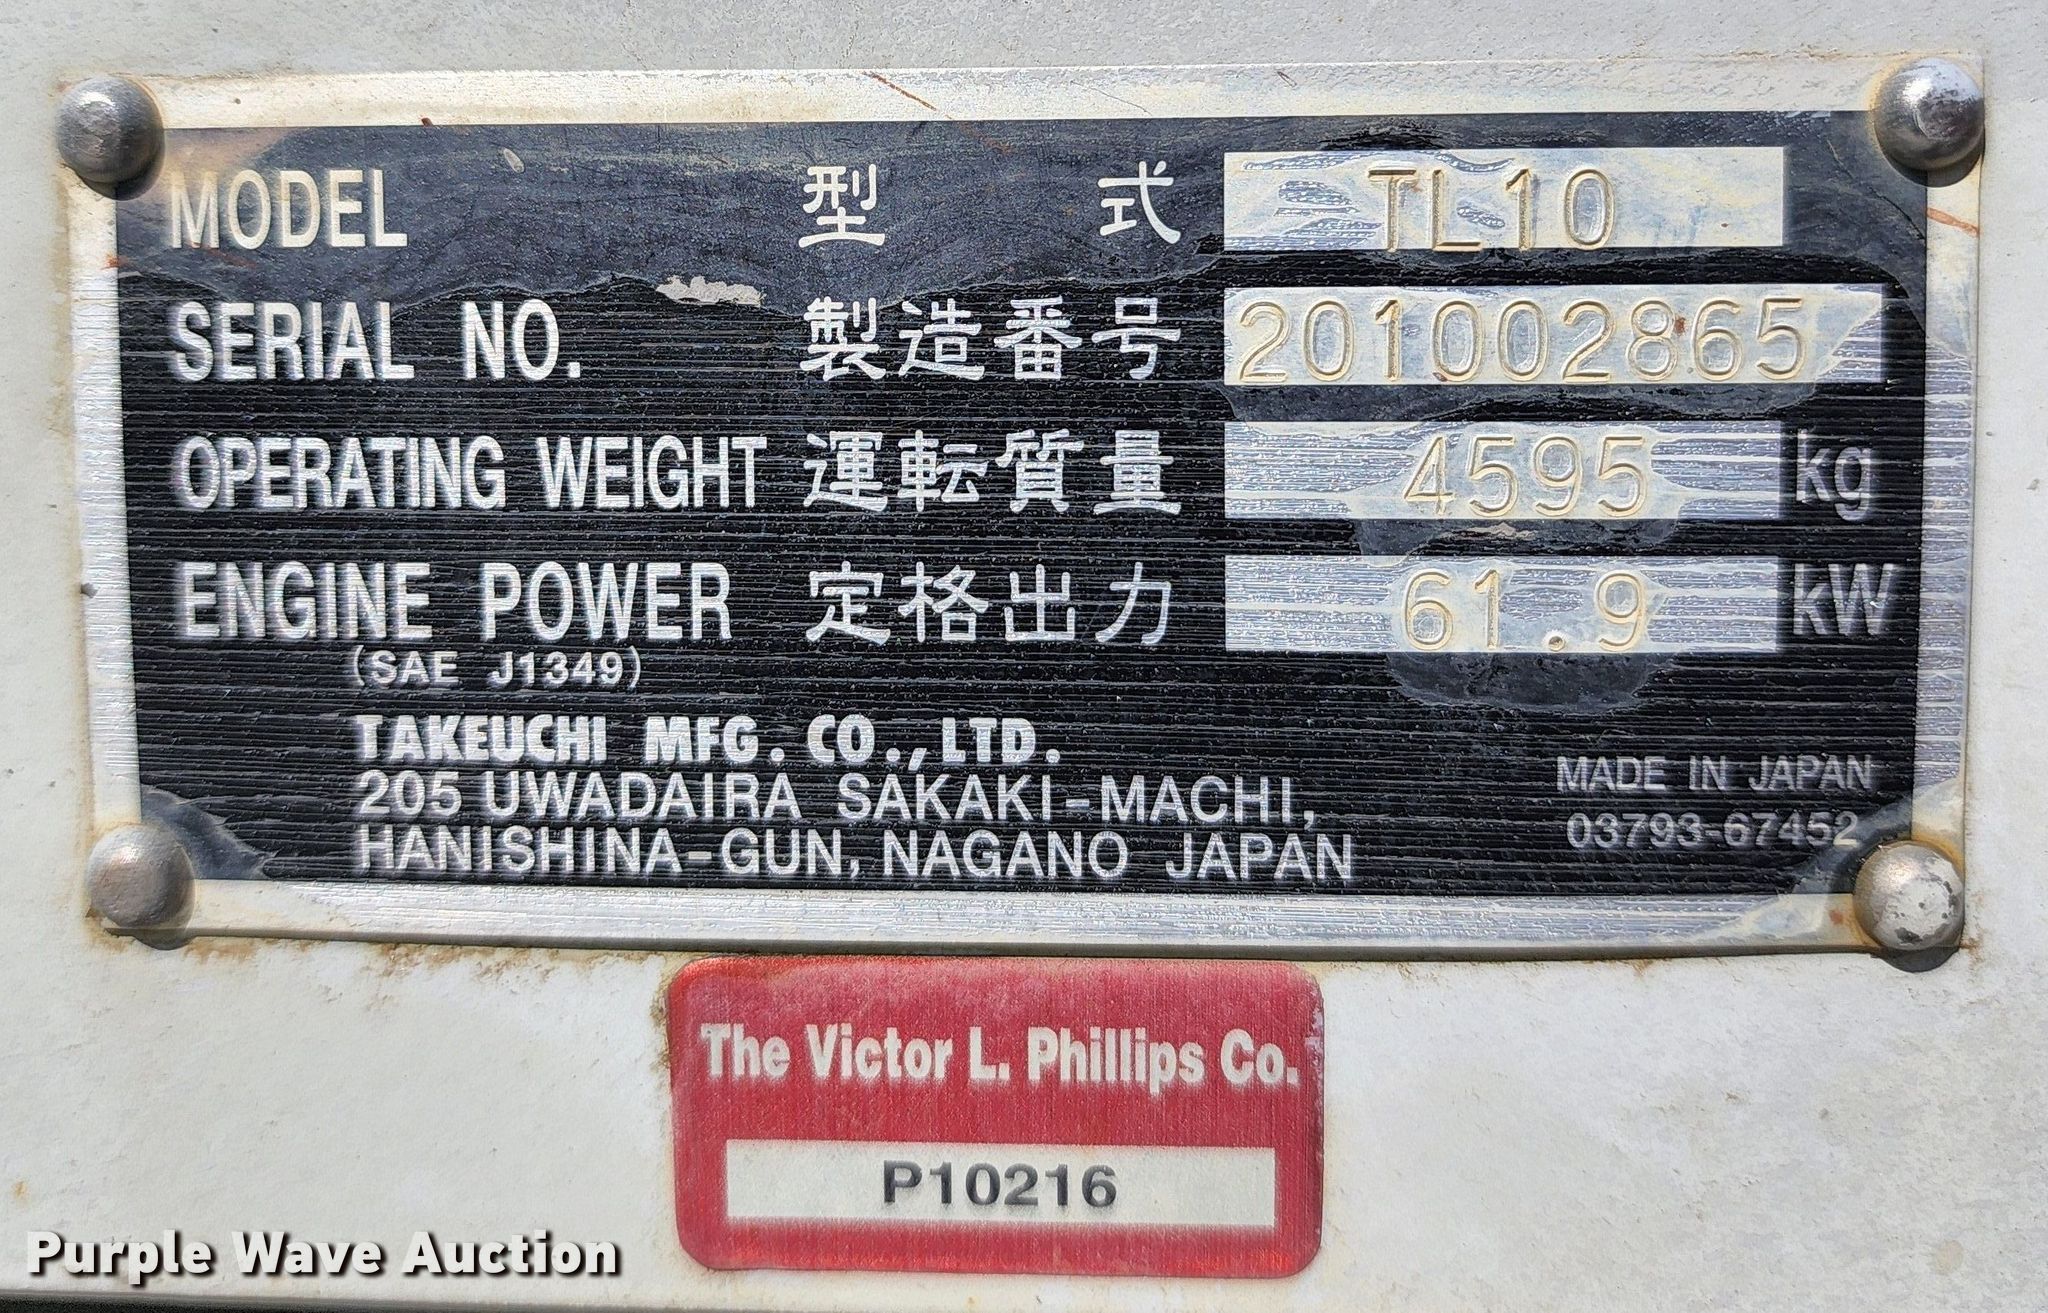 MODEL 型式 TL10
SERIAL NO. 製造番号 201002865
OPERATING WEIGHT 運転質量 4595 kg
ENGINE POWER 定格出力 61.9 kW
(SAE J1349)
TAKEUCHI MFG. CO., LTD.
205 UWADAIRA SAKAKI-MACHI,
HANISHINA-GUN, NAGANO JAPAN
MADE IN JAPAN
03793-67452
The Victor L. Phillips Co.
P10216
Purple Wave Auction